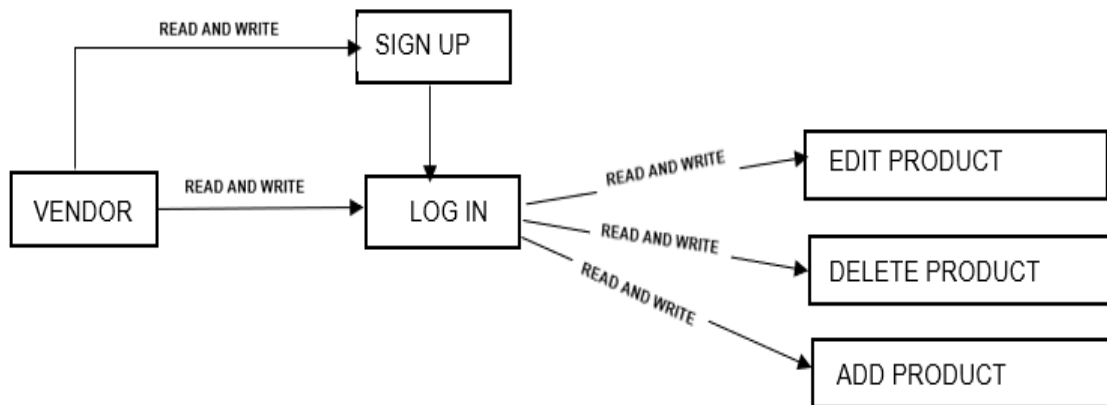 READ AND WRITE
SIGN UP
VENDOR
READ AND WRITE
LOG IN
READ AND WRITE
EDIT PRODUCT
READ AND WRITE
DELETE PRODUCT
READ AND WRITE
ADD PRODUCT